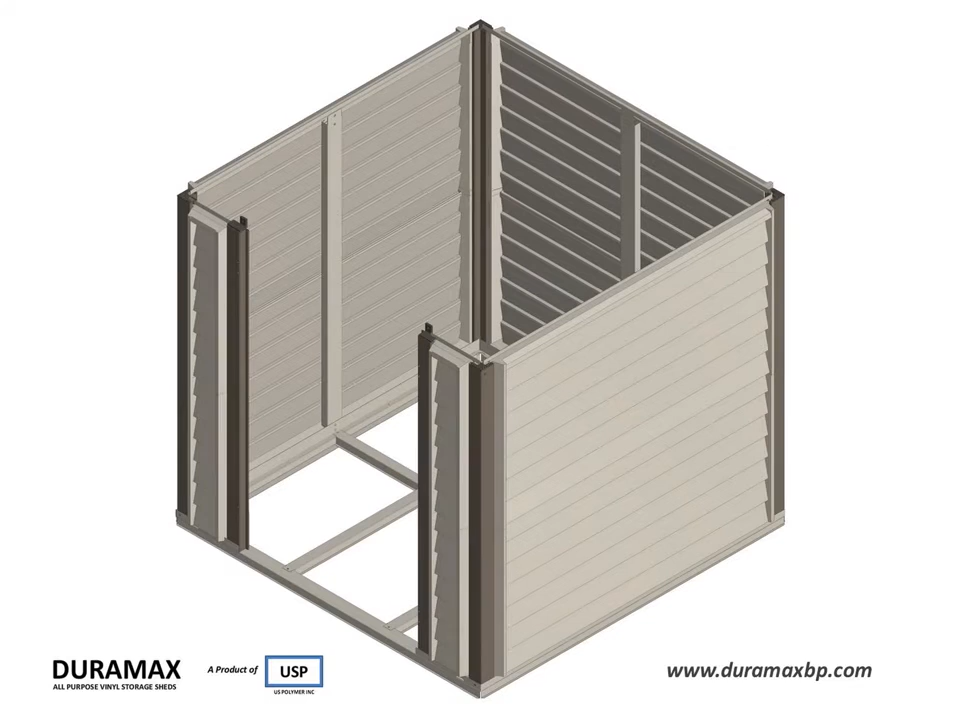 DURAMAX
ALL PURPOSE VINYL STORAGE SHEDS
A Product of
USP
US POLYMER INC
www.duramaxbp.com